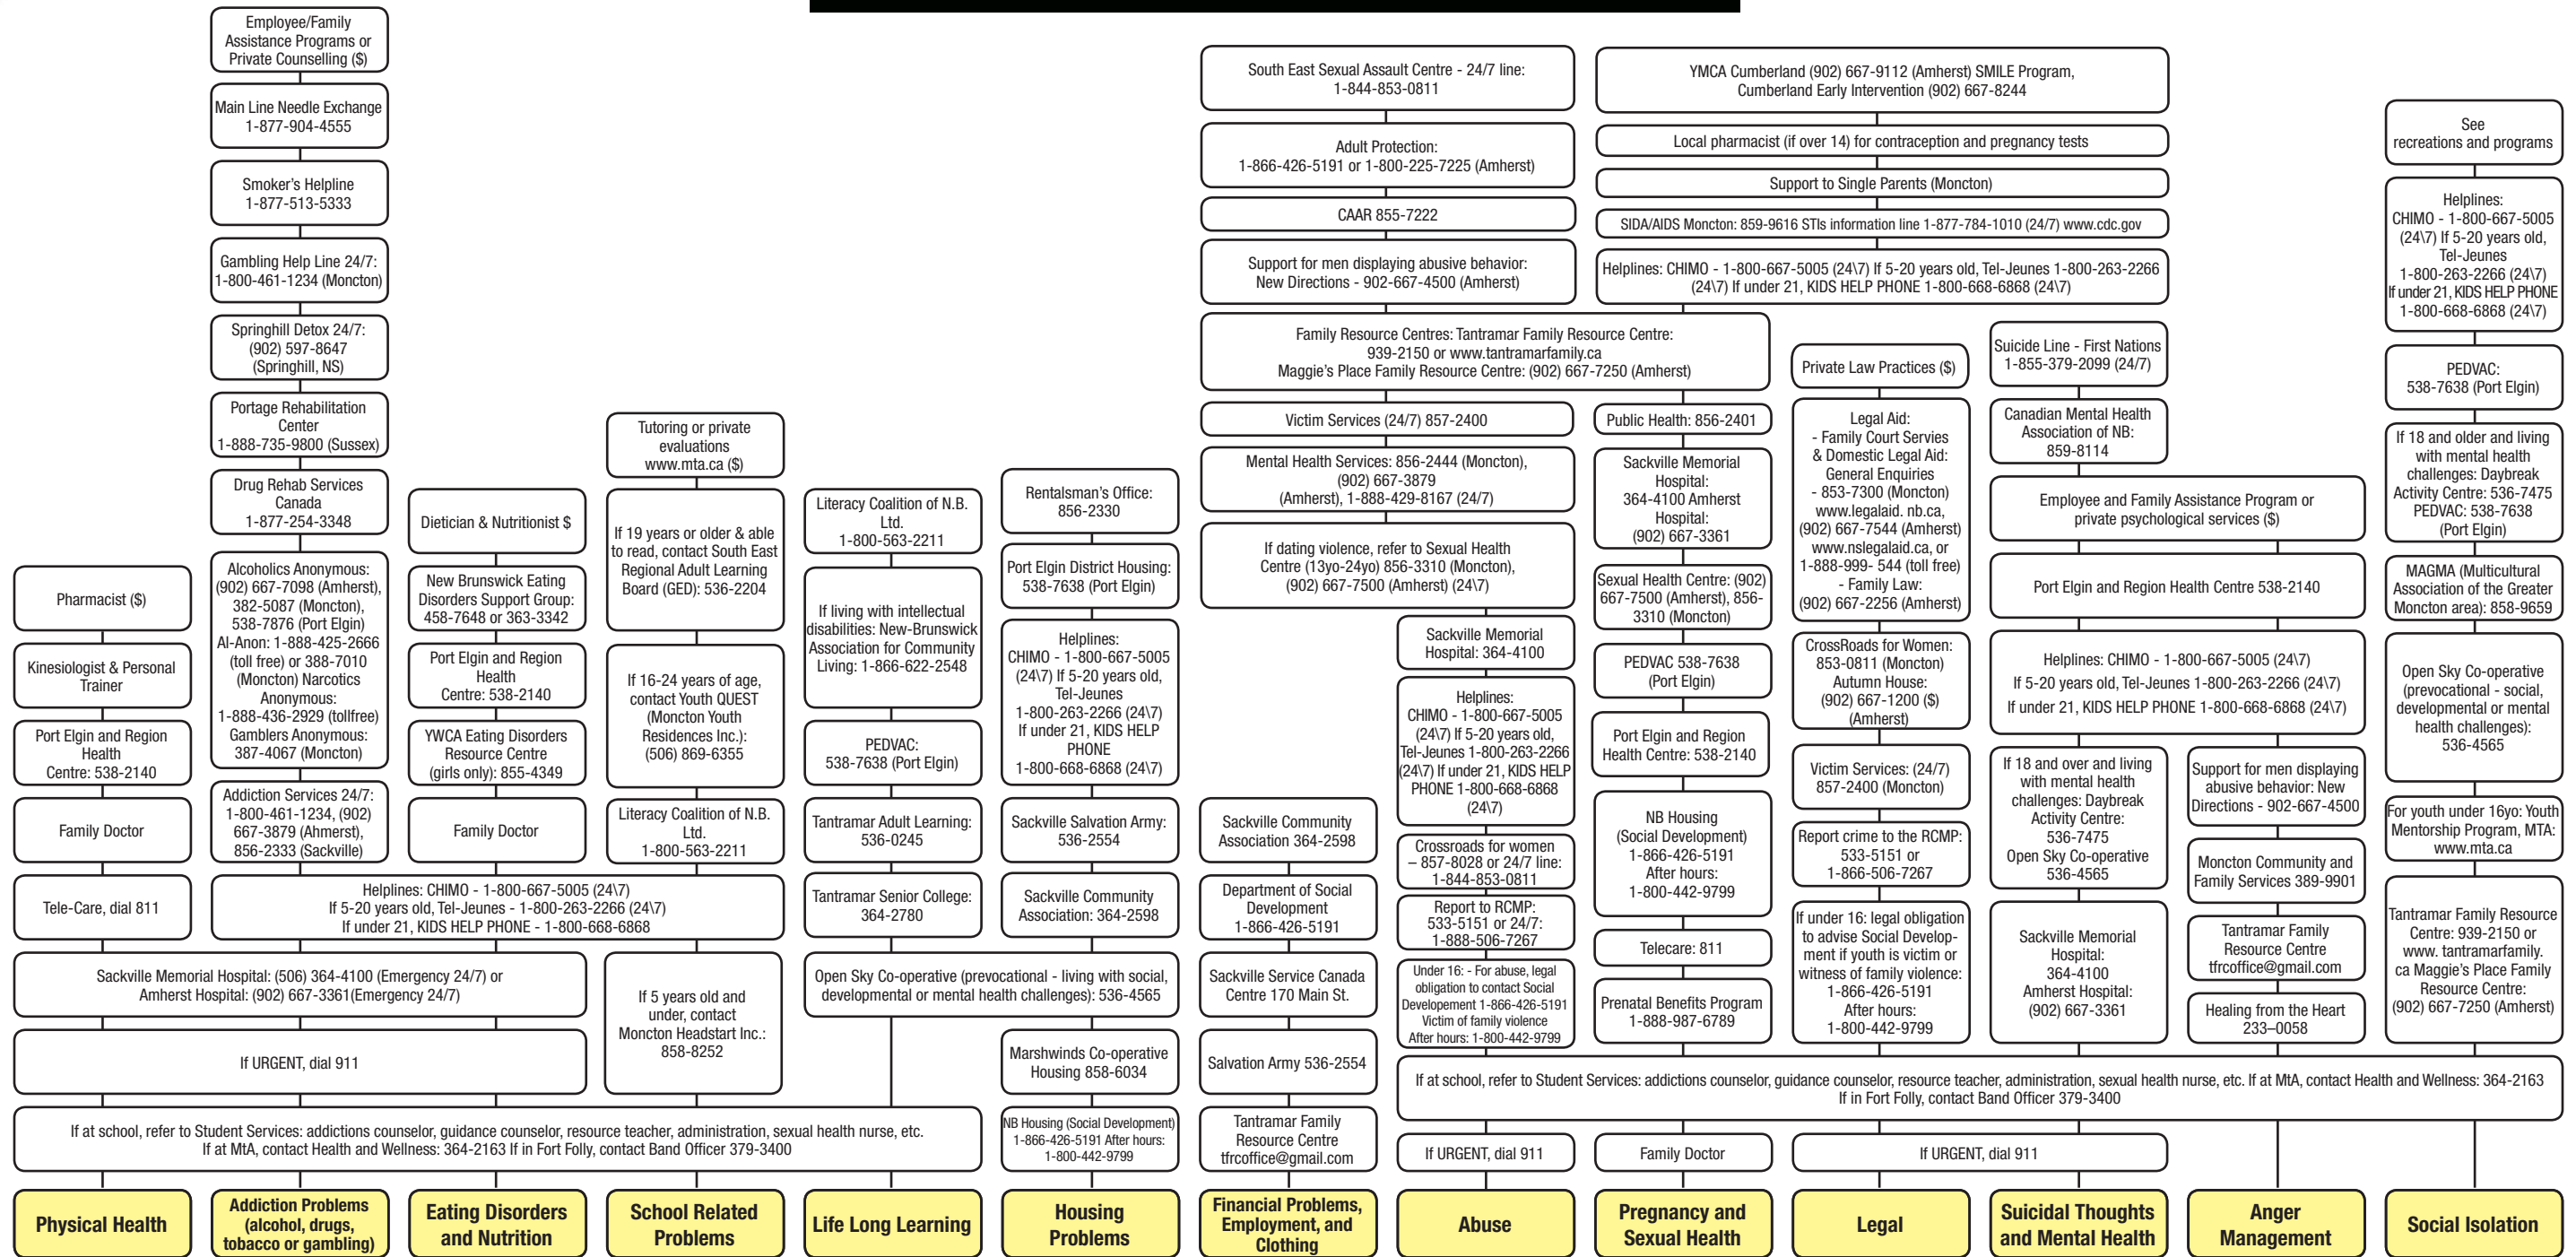 Employee/Family
Assistance Programs or
Private Counselling ($)
Main Line Needle Exchange
1-877-904-4555
Smoker's Helpline
1-877-513-5333
Gambling Help Line 24/7:
1-800-461-1234 (Moncton)
Springhill Detox 24/7:
(902) 597-8647
(Springhill, NS)
Portage Rehabilitation
Center
1-888-735-9800 (Sussex)
Drug Rehab Services
Canada
1-877-254-3348
Alcoholics Anonymous:
(902) 667-7098 (Amherst),
382-5087 (Moncton),
538-7876 (Port Elgin)
Al-Anon: 1-888-425-2666
(toll free) or 388-7010
(Moncton) Narcotics
Anonymous:
1-888-436-2929 (tollfree)
Gamblers Anonymous:
387-4067 (Moncton)
Addiction Services 24/7:
1-800-461-1234, (902)
667-3879 (Ahmerst),
856-2333 (Sackville)
Pharmacist ($)
Kinesiologist & Personal
Trainer
Port Elgin and Region
Health
Centre: 538-2140
Family Doctor
Tele-Care, dial 811
Dietician & Nutritionist $
New Brunswick Eating
Disorders Support Group:
458-7648 or 363-3342
Port Elgin and Region
Health
Centre: 538-2140
YWCA Eating Disorders
Resource Centre
(girls only): 855-4349
Family Doctor
Tutoring or private
evaluations
www.mta.ca ($)
If 19 years or older & able
to read, contact South East
Regional Adult Learning
Board (GED): 536-2204
If 16-24 years of age,
contact Youth QUEST
(Moncton Youth
Residences Inc.):
(506) 869-6355
Literacy Coalition of N.B.
Ltd.
1-800-563-2211
Helplines: CHIMO - 1-800-667-5005 (24\7)
If 5-20 years old, Tel-Jeunes - 1-800-263-2266 (24\7)
If under 21, KIDS HELP PHONE - 1-800-668-6868
Sackville Memorial Hospital: (506) 364-4100 (Emergency 24/7) or
Amherst Hospital: (902) 667-3361(Emergency 24/7)
If URGENT, dial 911
If 5 years old and
under, contact
Moncton Headstart Inc.:
858-8252
Literacy Coalition of N.B.
Ltd.
1-800-563-2211
If living with intellectual
disabilities: New-Brunswick
Association for Community
Living: 1-866-622-2548
PEDVAC:
538-7638 (Port Elgin)
Tantramar Adult Learning:
536-0245
Tantramar Senior College:
364-2780
Rentalsman's Office:
856-2330
Port Elgin District Housing:
538-7638 (Port Elgin)
Helplines:
CHIMO - 1-800-667-5005
(24\7) If 5-20 years old,
Tel-Jeunes
1-800-263-2266 (24\7)
If under 21, KIDS HELP
PHONE
1-800-668-6868 (24\7)
Sackville Salvation Army:
536-2554
Sackville Community
Association: 364-2598
Open Sky Co-operative (prevocational - living with social,
developmental or mental health challenges): 536-4565
Marshwinds Co-operative
Housing 858-6034
NB Housing (Social Development)
1-866-426-5191 After hours:
1-800-442-9799
If at school, refer to Student Services: addictions counselor, guidance counselor, resource teacher, administration, sexual health nurse, etc.
If at MtA, contact Health and Wellness: 364-2163 If in Fort Folly, contact Band Officer 379-3400
South East Sexual Assault Centre - 24/7 line:
1-844-853-0811
Adult Protection:
1-866-426-5191 or 1-800-225-7225 (Amherst)
CAAR 855-7222
Support for men displaying abusive behavior:
New Directions - 902-667-4500 (Amherst)
Family Resource Centres: Tantramar Family Resource Centre:
939-2150 or www.tantramarfamily.ca
Maggie's Place Family Resource Centre: (902) 667-7250 (Amherst)
Victim Services (24/7) 857-2400
Mental Health Services: 856-2444 (Moncton),
(902) 667-3879
(Amherst), 1-888-429-8167 (24/7)
If dating violence, refer to Sexual Health
Centre (13yo-24yo) 856-3310 (Moncton),
(902) 667-7500 (Amherst) (24\7)
Sackville Community
Association 364-2598
Department of Social
Development
1-866-426-5191
Sackville Service Canada
Centre 170 Main St.
Salvation Army 536-2554
Tantramar Family
Resource Centre
tfrcoffice@gmail.com
Sackville Memorial
Hospital: 364-4100
Helplines:
CHIMO - 1-800-667-5005
(24\7) If 5-20 years old,
Tel-Jeunes 1-800-263-2266
(24\7) If under 21, KIDS HELP
PHONE 1-800-668-6868
(24\7)
Crossroads for women
– 857-8028 or 24/7 line:
1-844-853-0811
Report to RCMP:
533-5151 or 24/7:
1-888-506-7267
Under 16: - For abuse, legal
obligation to contact Social
Developement 1-866-426-5191
Victim of family violence
After hours: 1-800-442-9799
YMCA Cumberland (902) 667-9112 (Amherst) SMILE Program,
Cumberland Early Intervention (902) 667-8244
Local pharmacist (if over 14) for contraception and pregnancy tests
Support to Single Parents (Moncton)
SIDA/AIDS Moncton: 859-9616 STIs information line 1-877-784-1010 (24/7) www.cdc.gov
Helplines: CHIMO - 1-800-667-5005 (24\7) If 5-20 years old, Tel-Jeunes 1-800-263-2266
(24\7) If under 21, KIDS HELP PHONE 1-800-668-6868 (24\7)
Public Health: 856-2401
Sackville Memorial
Hospital:
364-4100 Amherst
Hospital:
(902) 667-3361
Sexual Health Centre: (902)
667-7500 (Amherst), 856-
3310 (Moncton)
PEDVAC 538-7638
(Port Elgin)
Port Elgin and Region
Health Centre: 538-2140
NB Housing
(Social Development)
1-866-426-5191
After hours:
1-800-442-9799
Telecare: 811
Prenatal Benefits Program
1-888-987-6789
Private Law Practices ($)
Legal Aid:
- Family Court Servies
& Domestic Legal Aid:
General Enquiries
- 853-7300 (Moncton)
www.legalaid. nb.ca,
(902) 667-7544 (Amherst)
www.nslegalaid.ca, or
1-888-999- 544 (toll free)
- Family Law:
(902) 667-2256 (Amherst)
CrossRoads for Women:
853-0811 (Moncton)
Autumn House:
(902) 667-1200 ($)
(Amherst)
Victim Services: (24/7)
857-2400 (Moncton)
Report crime to the RCMP:
533-5151 or
1-866-506-7267
If under 16: legal obligation
to advise Social Develop-
ment if youth is victim or
witness of family violence:
1-866-426-5191
After hours:
1-800-442-9799
Suicide Line - First Nations
1-855-379-2099 (24/7)
Canadian Mental Health
Association of NB:
859-8114
Employee and Family Assistance Program or
private psychological services ($)
Port Elgin and Region Health Centre 538-2140
Helplines: CHIMO - 1-800-667-5005 (24\7)
If 5-20 years old, Tel-Jeunes 1-800-263-2266 (24\7)
If under 21, KIDS HELP PHONE 1-800-668-6868 (24\7)
If 18 and over and living
with mental health
challenges: Daybreak
Activity Centre:
536-7475
Open Sky Co-operative
536-4565
Sackville Memorial
Hospital:
364-4100
Amherst Hospital:
(902) 667-3361
Support for men displaying
abusive behavior: New
Directions - 902-667-4500
Moncton Community and
Family Services 389-9901
Tantramar Family
Resource Centre
tfrcoffice@gmail.com
Healing from the Heart
233–0058
See
recreations and programs
Helplines:
CHIMO - 1-800-667-5005
(24\7) If 5-20 years old,
Tel-Jeunes
1-800-263-2266 (24\7)
If under 21, KIDS HELP PHONE
1-800-668-6868 (24\7)
PEDVAC:
538-7638 (Port Elgin)
If 18 and older and living
with mental health
challenges: Daybreak
Activity Centre: 536-7475
PEDVAC: 538-7638
(Port Elgin)
MAGMA (Multicultural
Association of the Greater
Moncton area): 858-9659
Open Sky Co-operative
(prevocational - social,
developmental or mental
health challenges):
536-4565
For youth under 16yo: Youth
Mentorship Program, MTA:
www.mta.ca
Tantramar Family Resource
Centre: 939-2150 or
www. tantramarfamily.
ca Maggie's Place Family
Resource Centre:
(902) 667-7250 (Amherst)
If at school, refer to Student Services: addictions counselor, guidance counselor, resource teacher, administration, sexual health nurse, etc. If at MtA, contact Health and Wellness: 364-2163
If in Fort Folly, contact Band Officer 379-3400
If URGENT, dial 911
Family Doctor
If URGENT, dial 911
Physical Health
Addiction Problems
(alcohol, drugs,
tobacco or gambling)
Eating Disorders
and Nutrition
School Related
Problems
Life Long Learning
Housing
Problems
Financial Problems,
Employment, and
Clothing
Abuse
Pregnancy and
Sexual Health
Legal
Suicidal Thoughts
and Mental Health
Anger
Management
Social Isolation